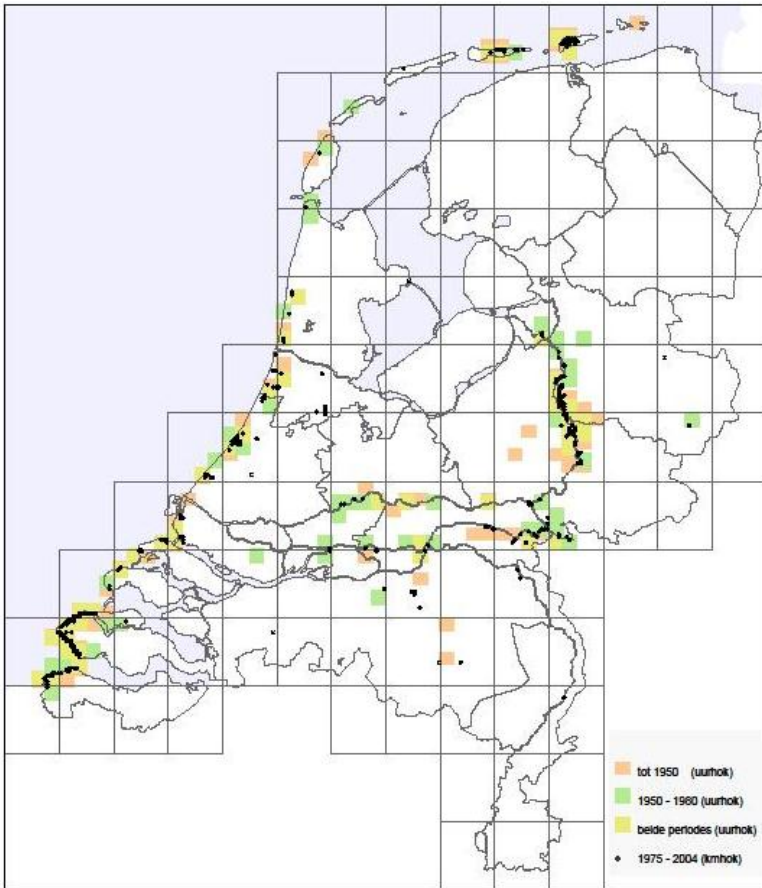 tot 1950 (uurhok)
1950 - 1980 (uurhok)
beide periodes (uurhok)
1975 - 2004 (kmhok)